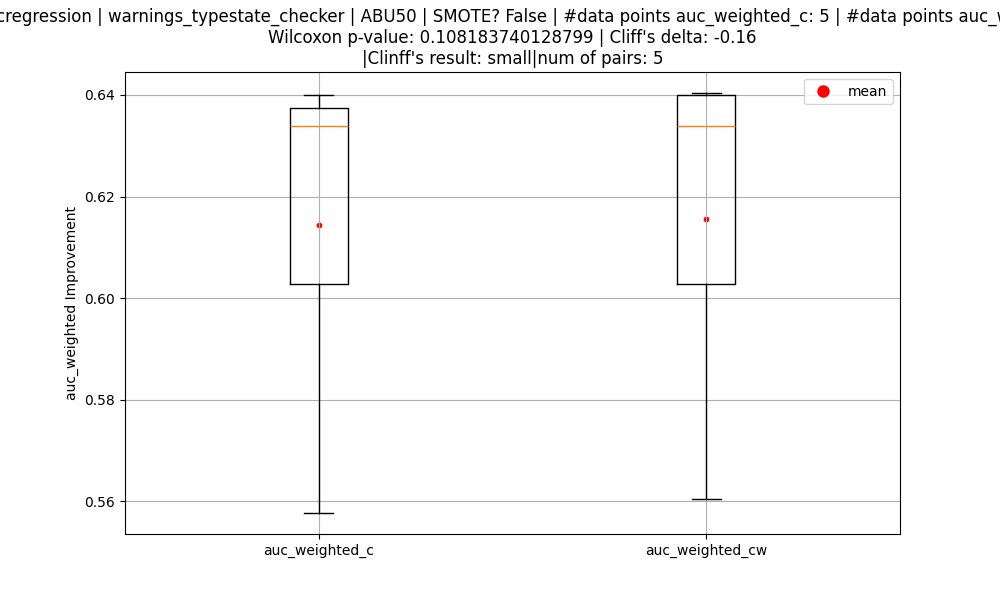 cregression | warnings_typestate_checker | ABU50 | SMOTE? False | #data points auc_weighted_c: 5 | #data points auc_w
Wilcoxon p-value: 0.108183740128799 | Cliff's delta: -0.16
|Clinff's result: small|num of pairs: 5
mean
0.64
0.62
0.60
0.58
0.56
auc_weighted Improvement
auc_weighted_c
auc_weighted_cw